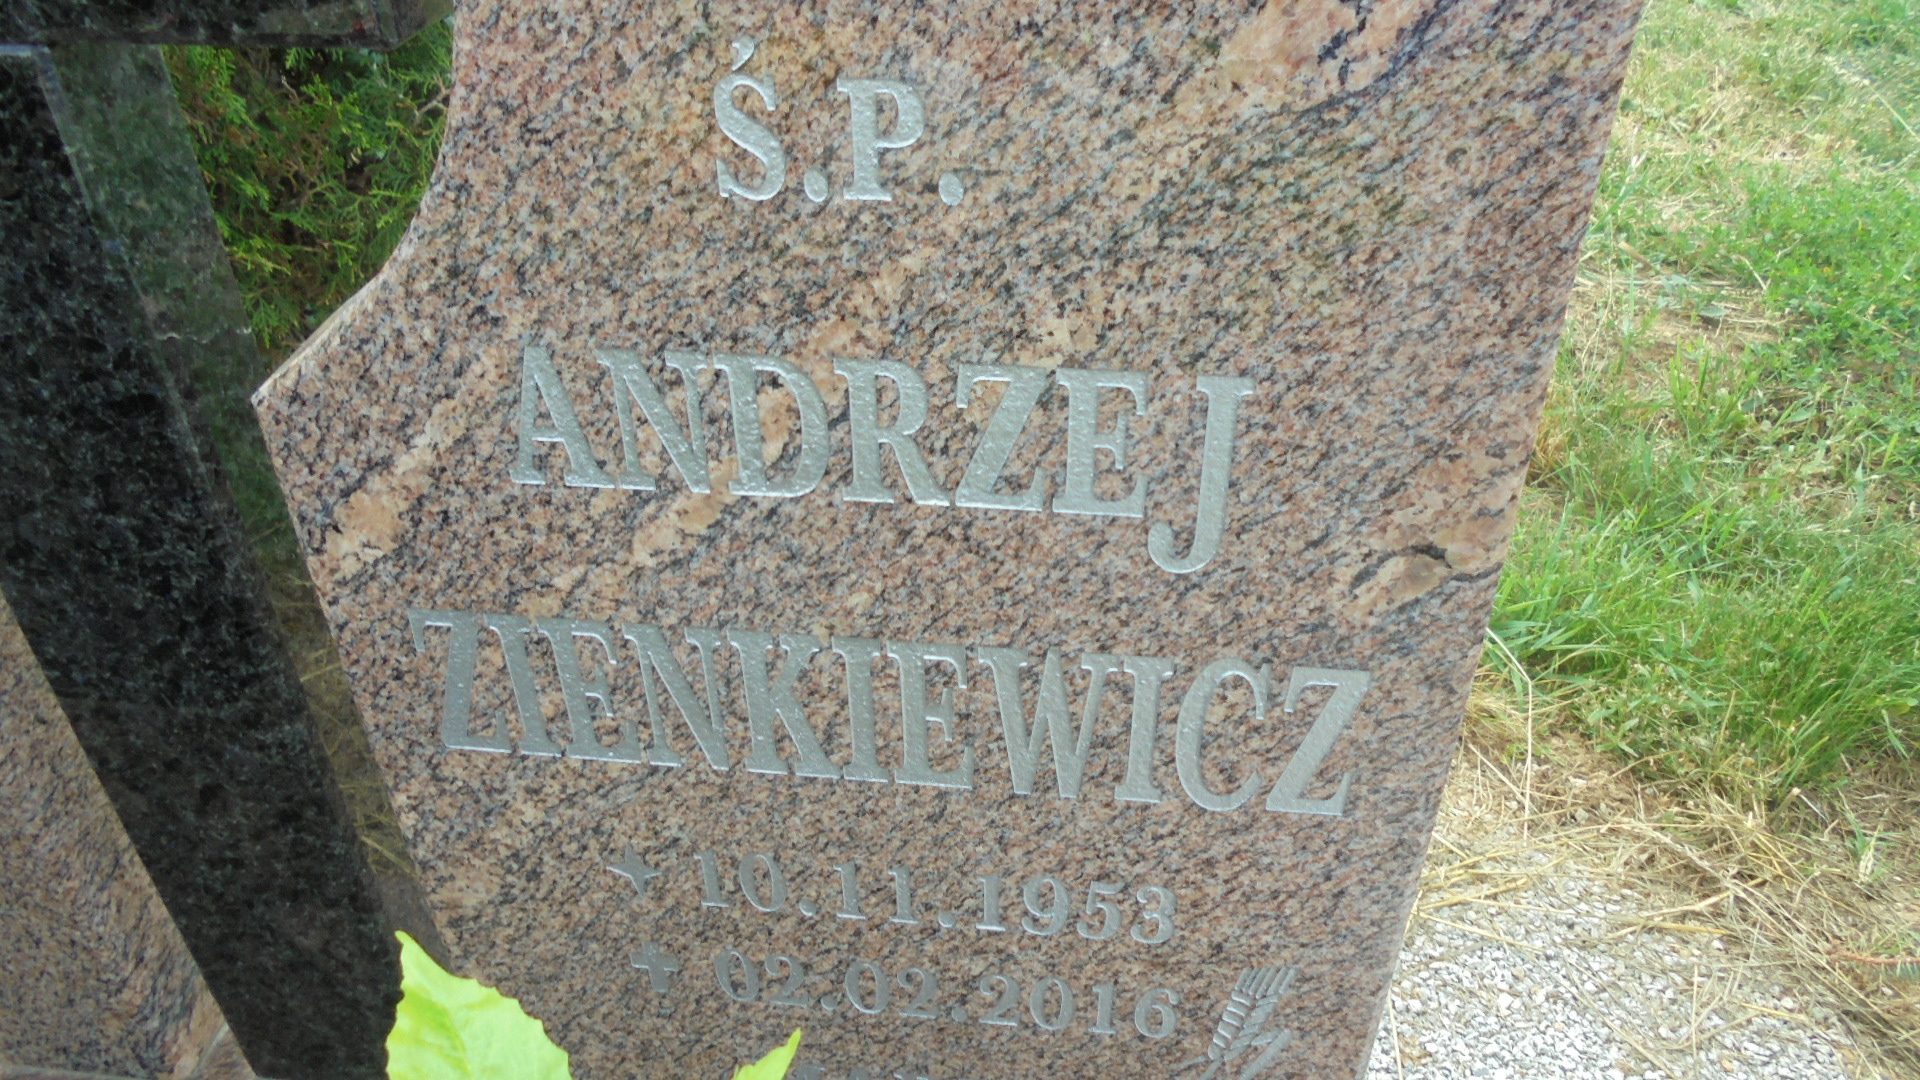 Ś.P.
ANDRZEJ
ZIENKIEWICZ
10.11.1953
02.02.2016